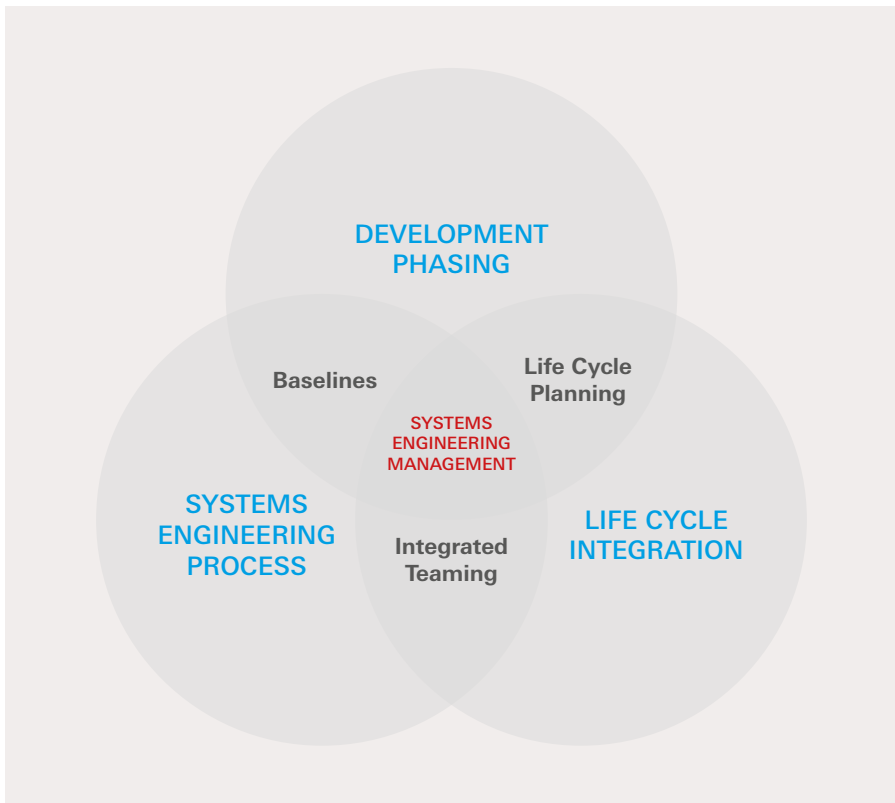 DEVELOPMENT
PHASING
Baselines
Life Cycle
Planning
SYSTEMS
ENGINEERING
MANAGEMENT
SYSTEMS
ENGINEERING
PROCESS
Integrated
Teaming
LIFE CYCLE
INTEGRATION